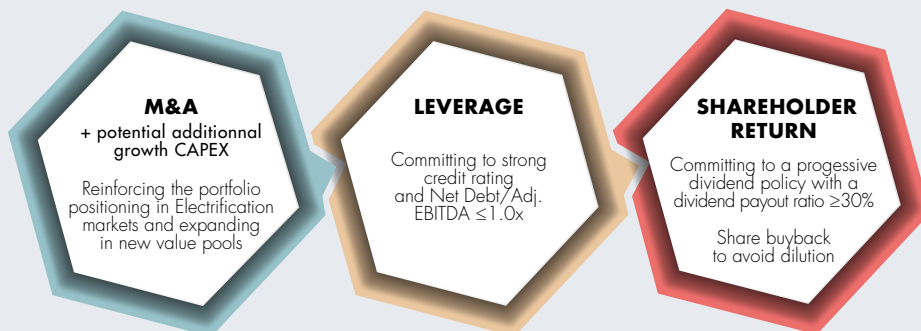 M&A
+ potential additionnal
growth CAPEX
Reinforcing the portfolio
positioning in Electrification
markets and expanding
in new value pools
LEVERAGE
Committing to strong
credit rating
and Net Debt/Adj.
EBITDA ≤1.0x
SHAREHOLDER
RETURN
Committing to a progessive
dividend policy with a
dividend payout ratio ≥30%
Share buyback
to avoid dilution